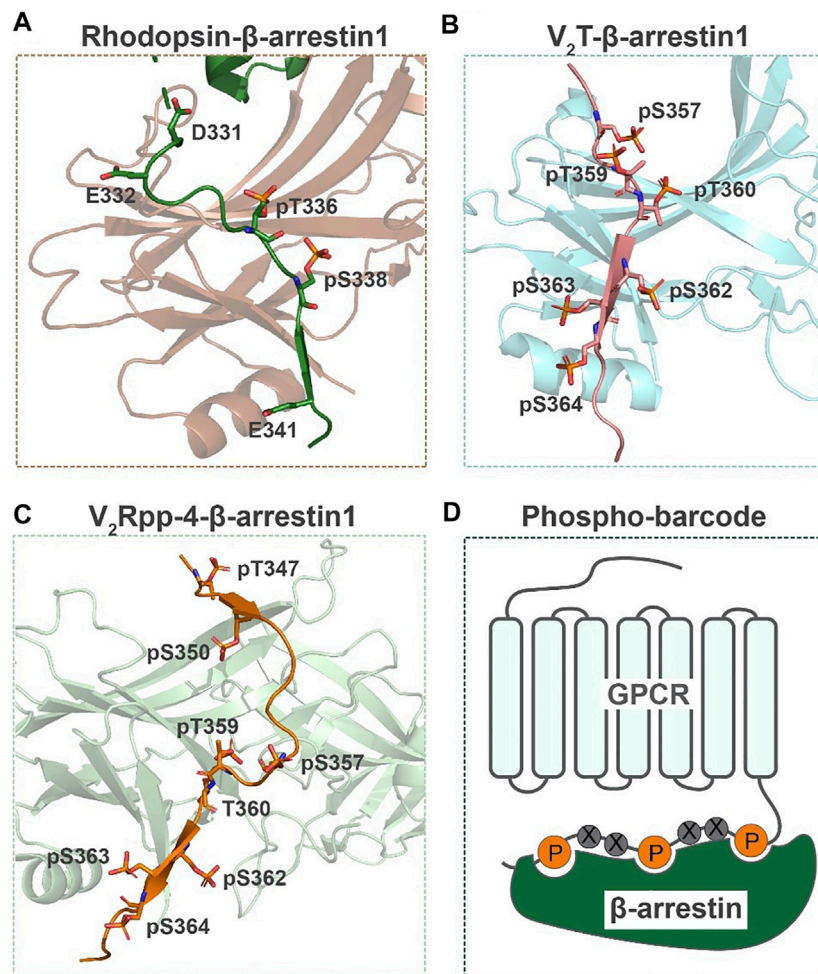 A
Rhodopsin-β-arrestin1
D331
E332
pT336
pS338
E341
B
V₂T-β-arrestin1
pS357
pT359
pT360
pS363
pS362
pS364
C
V₂Rpp-4-β-arrestin1
pT347
pS350
pT359
pS357
T360
pS363
pS362
pS364
D
Phospho-barcode
GPCR
P X X P X X P
β-arrestin